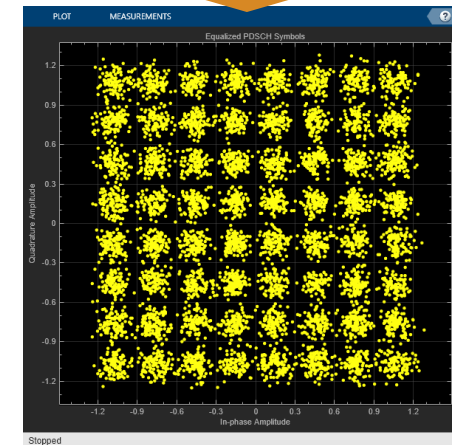 PLOT MEASUREMENTS ?
Equalized PDSCH Symbols
1.2
0.9
0.6
0.3
0
-0.3
-0.6
-0.9
-1.2
Quadrature Amplitude
-1.2 -0.9 -0.6 -0.3 0 0.3 0.6 0.9 1.2
In-phase Amplitude
Stopped